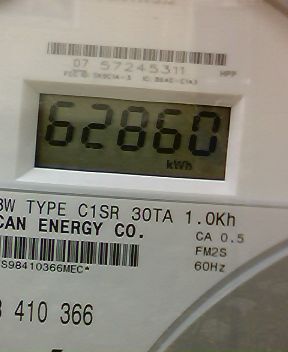 07 57245311
HPP
62860
kWh
3W TYPE C1SR 30TA 1.0Kh
CAN ENERGY CO.
CA 0.5
FM2S
60Hz
S98410366MEC*
410 366